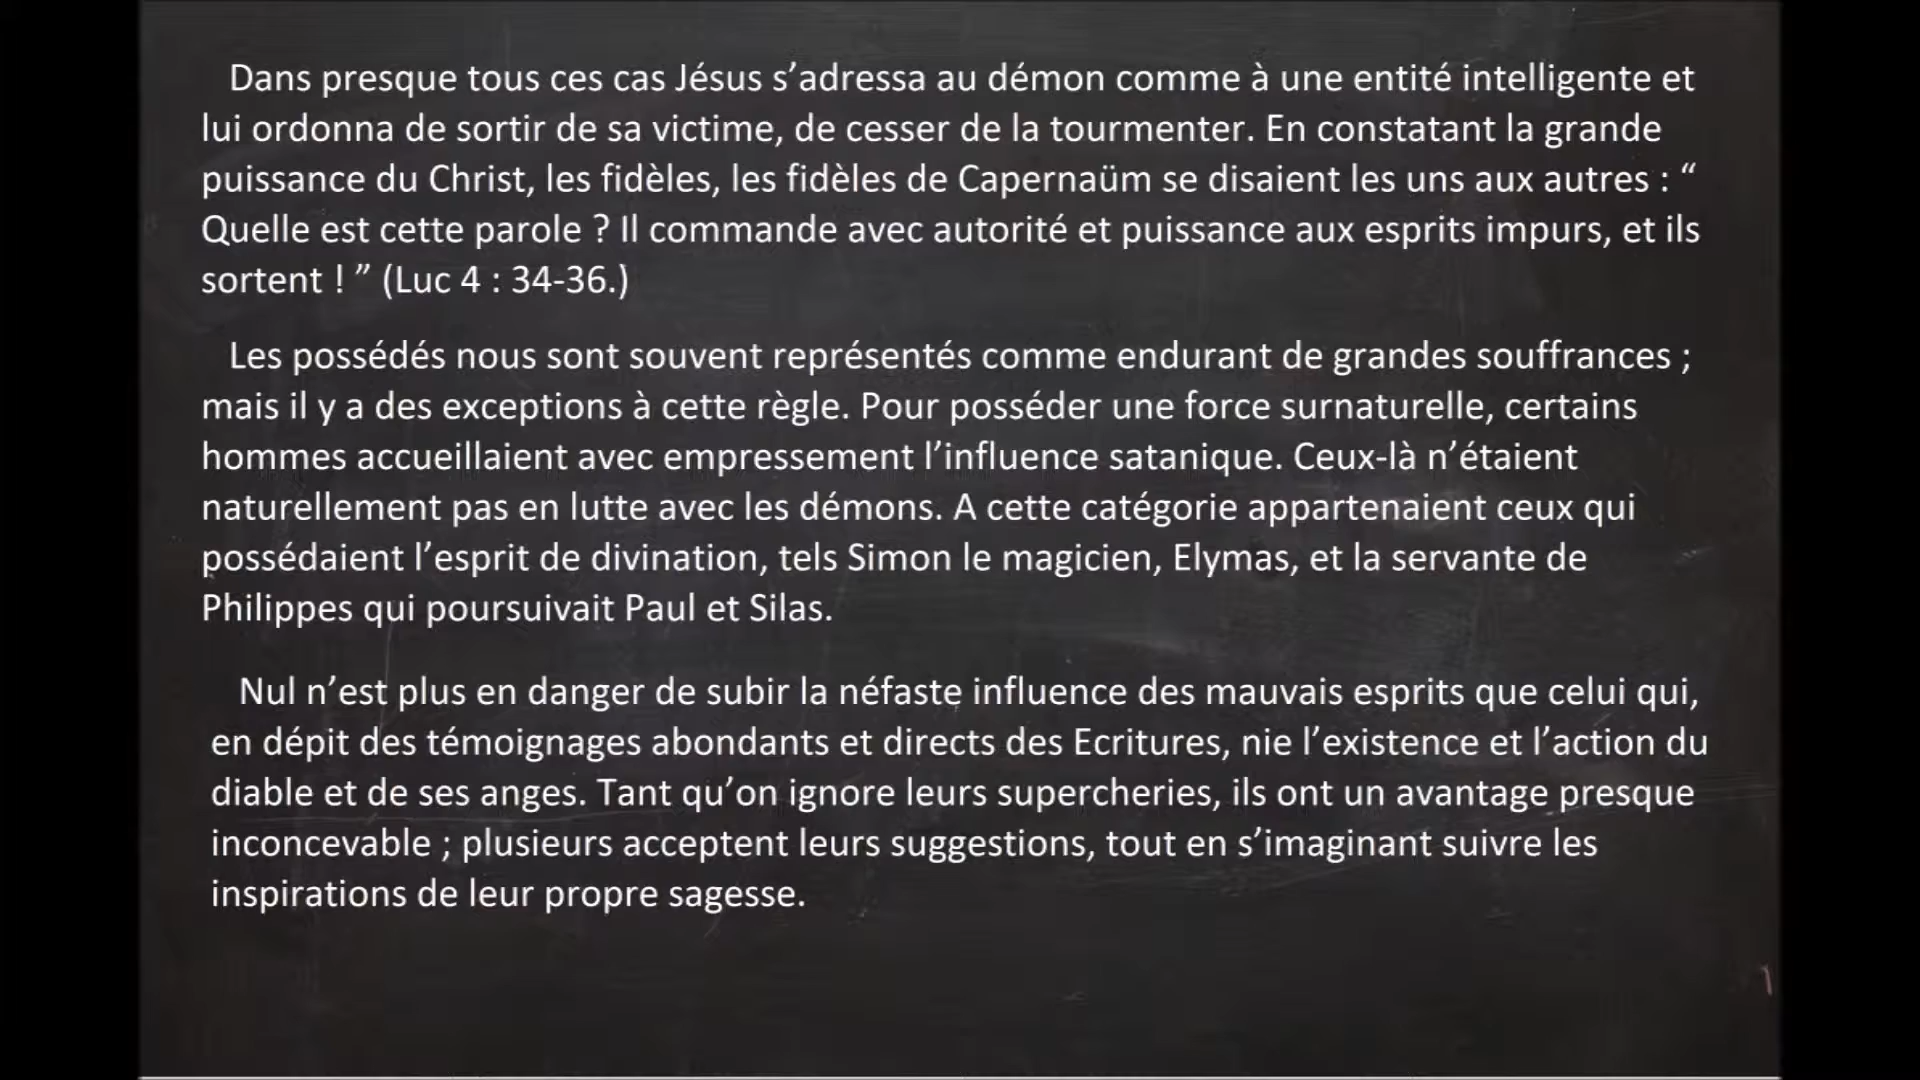 Dans presque tous ces cas Jésus s’adressa au démon comme à une entité intelligente et
lui ordonna de sortir de sa victime, de cesser de la tourmenter. En constatant la grande
puissance du Christ, les fidèles, les fidèles de Capernaüm se disaient les uns aux autres : “
Quelle est cette parole ? Il commande avec autorité et puissance aux esprits impurs, et ils
sortent ! ” (Luc 4 : 34-36.)
Les possédés nous sont souvent représentés comme endurant de grandes souffrances ;
mais il y a des exceptions à cette règle. Pour posséder une force surnaturelle, certains
hommes accueillaient avec empressement l’influence satanique. Ceux-là n’étaient
naturellement pas en lutte avec les démons. A cette catégorie appartenaient ceux qui
possédaient l’esprit de divination, tels Simon le magicien, Elymas, et la servante de
Philippes qui poursuivait Paul et Silas.
Nul n’est plus en danger de subir la néfaste influence des mauvais esprits que celui qui,
en dépit des témoignages abondants et directs des Ecritures, nie l’existence et l’action du
diable et de ses anges. Tant qu’on ignore leurs supercheries, ils ont un avantage presque
inconcevable ; plusieurs acceptent leurs suggestions, tout en s’imaginant suivre les
inspirations de leur propre sagesse.